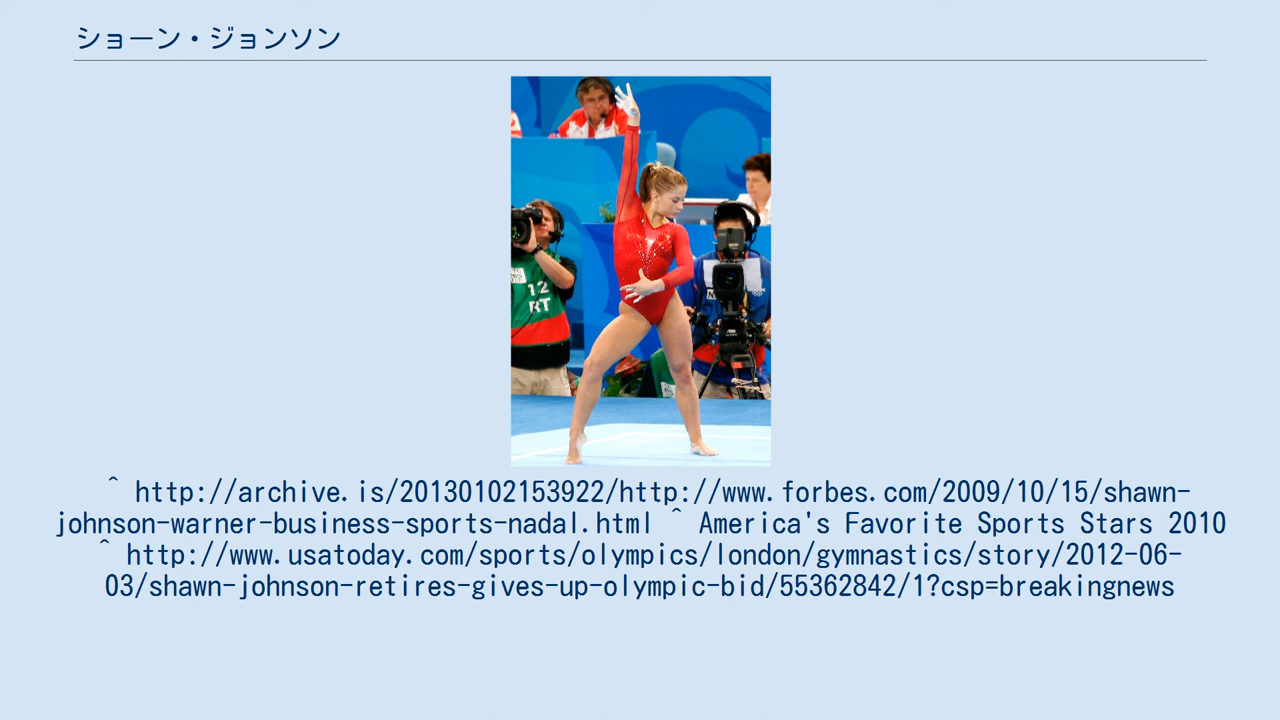 ショーン・ジョンソン
12
RT
^ http://archive.is/20130102153922/http://www.forbes.com/2009/10/15/shawn-
johnson-warner-business-sports-nadal.html ^ America's Favorite Sports Stars 2010
^ http://www.usatoday.com/sports/olympics/london/gymnastics/story/2012-06-
03/shawn-johnson-retires-gives-up-olympic-bid/55362842/1?csp=breakingnews